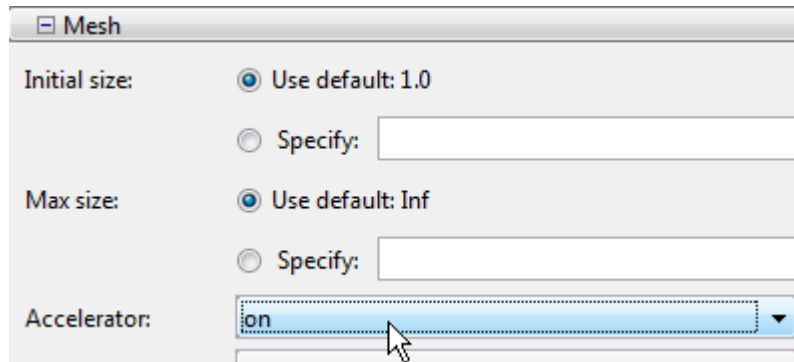 Mesh
Initial size: Use default: 1.0
Specify:
Max size: Use default: Inf
Specify:
Accelerator: on